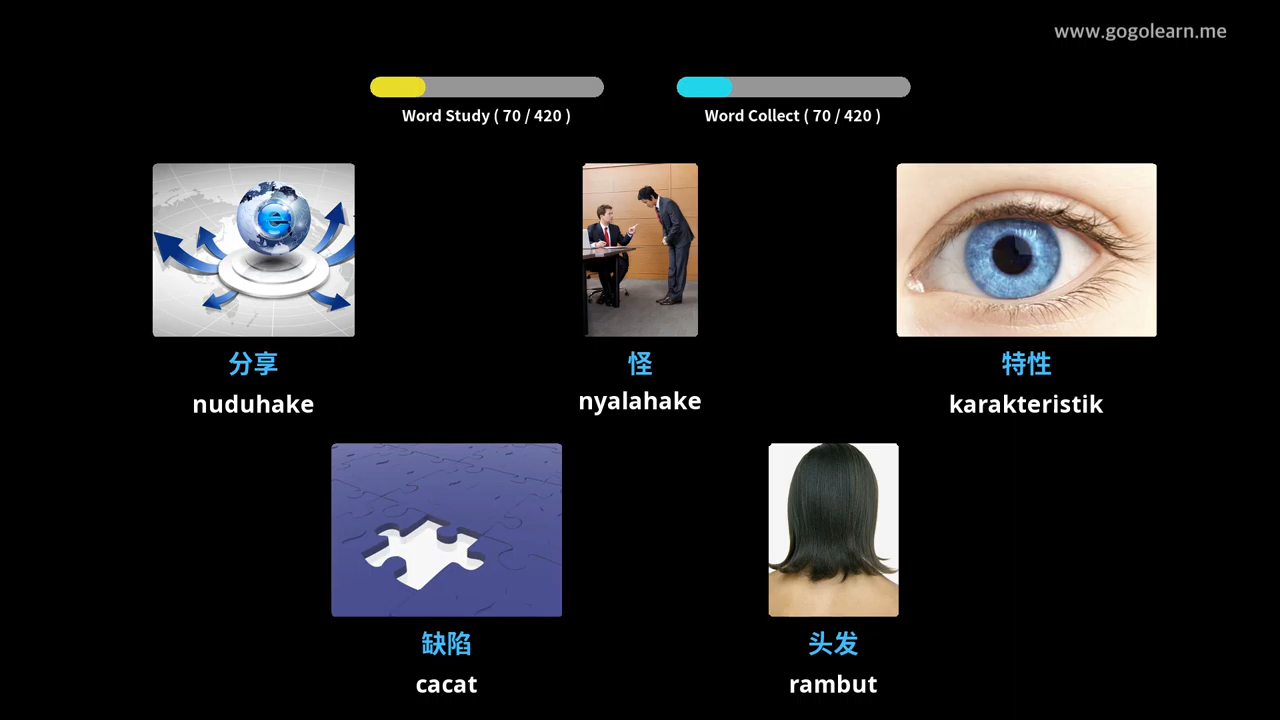 www.gogolearn.me
Word Study ( 70 / 420 )
Word Collect ( 70 / 420 )
分享
怪
特性
nuduhake
nyalahake
karakteristik
缺陷
头发
cacat
rambut